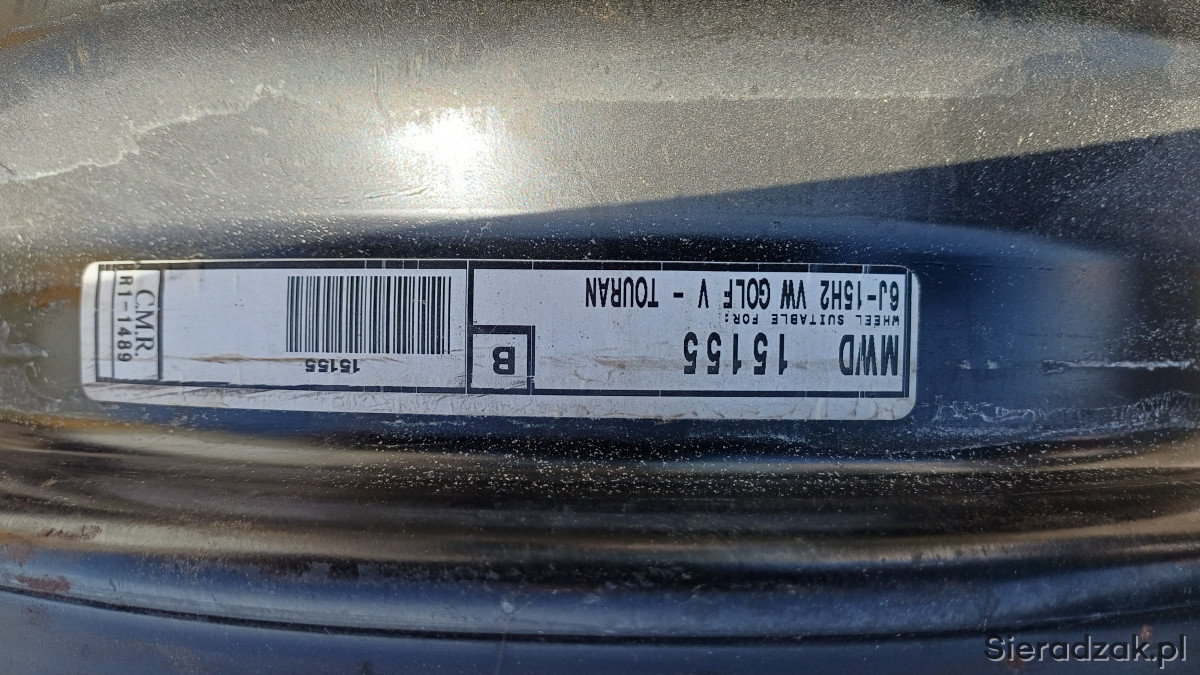 MWD 15155
WHEEL SUITABLE FOR:
6J-15H2 VW GOLF V - TOURAN
B
15155
C.M.R.
R1-1489
Sieradzak.pl